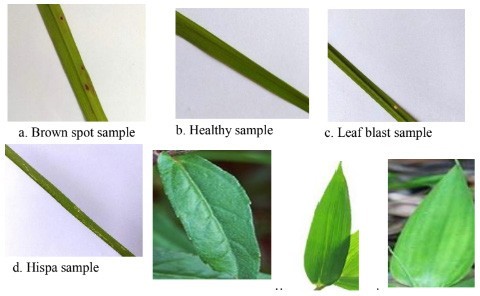 a. Brown spot sample
b. Healthy sample
c. Leaf blast sample
d. Hispa sample